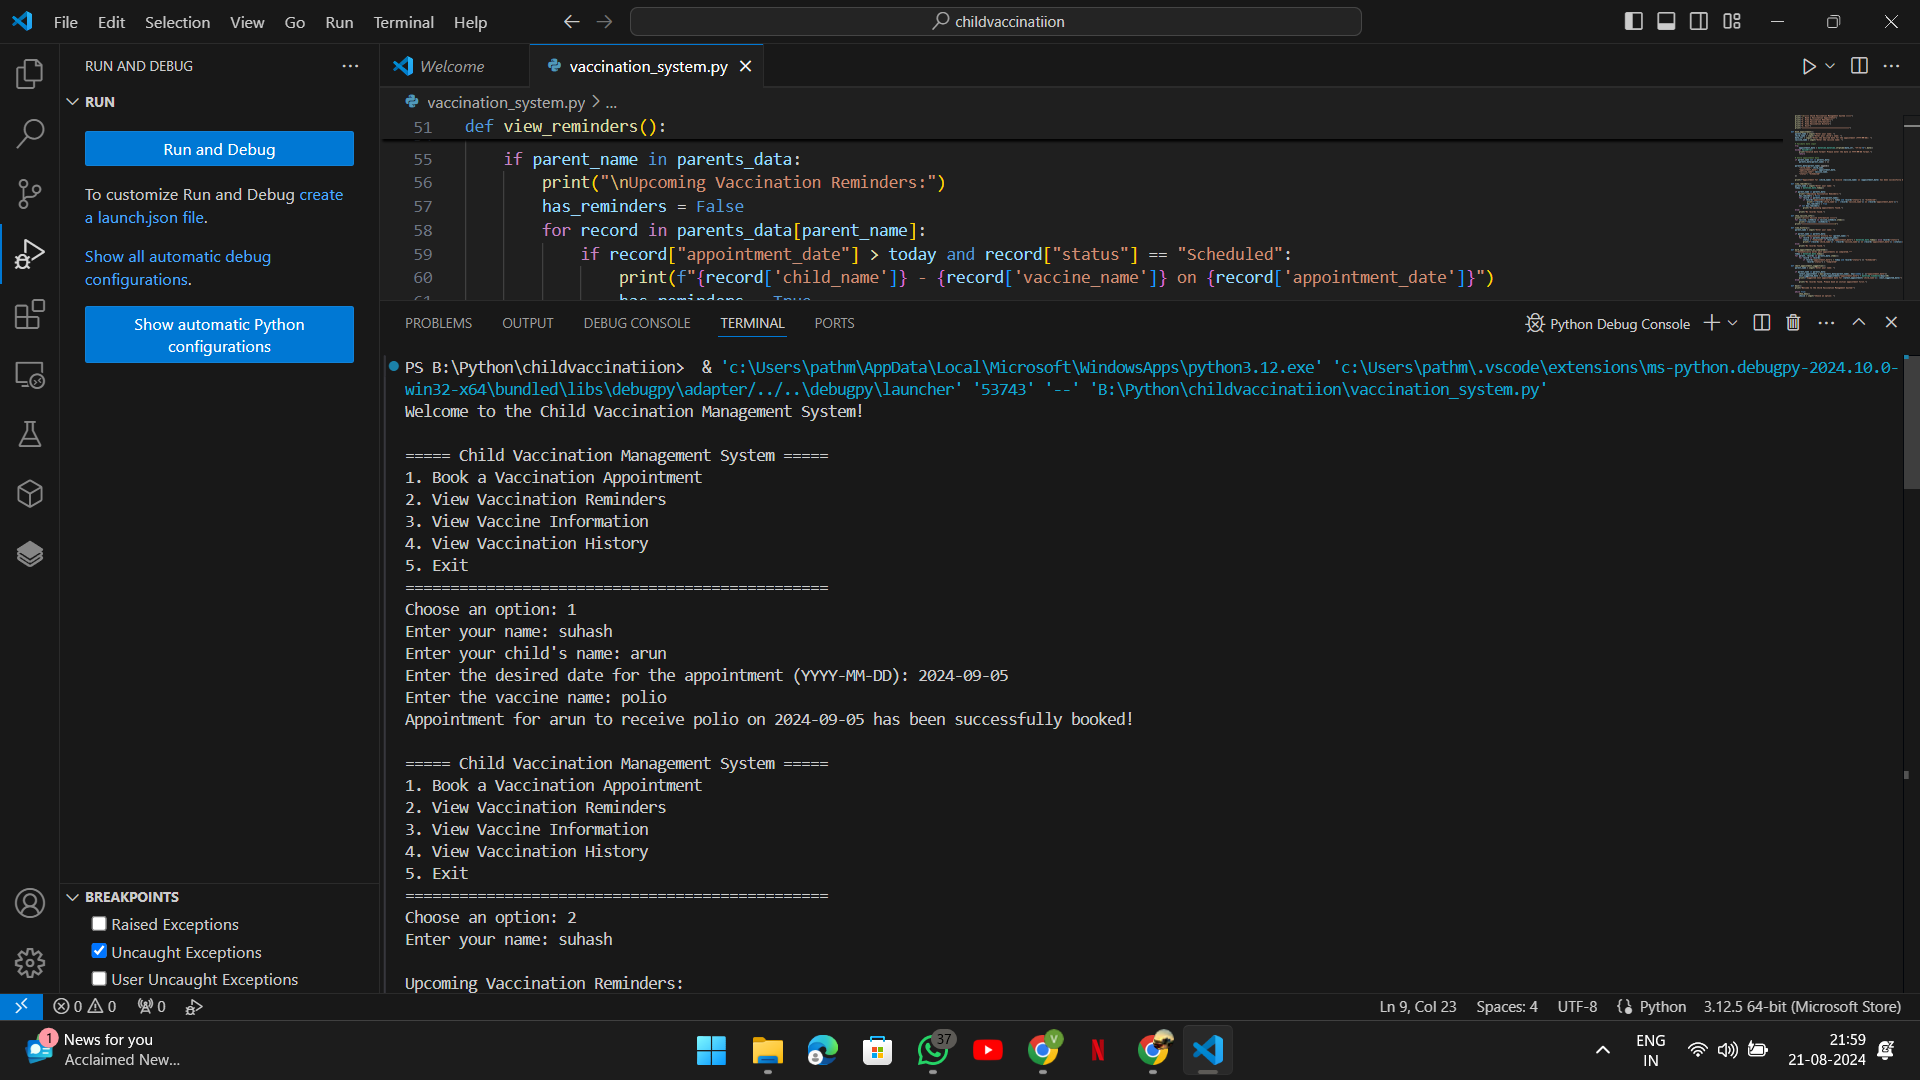 File Edit Selection View Go Run Terminal Help
childvaccinatiion
RUN AND DEBUG
RUN
Run and Debug
To customize Run and Debug create
a launch.json file.
Show all automatic debug
configurations.
Show automatic Python
configurations
BREAKPOINTS
Raised Exceptions
Uncaught Exceptions
User Uncaught Exceptions
Welcome
vaccination_system.py
vaccination_system.py > ...
51 def view_reminders():
55 if parent_name in parents_data:
56 print("\nUpcoming Vaccination Reminders:")
57 has_reminders = False
58 for record in parents_data[parent_name]:
59 if record["appointment_date"] > today and record["status"] == "Scheduled":
60 print(f"{record['child_name']} - {record['vaccine_name']} on {record['appointment_date']}")
61 has_reminders = True
PROBLEMS OUTPUT DEBUG CONSOLE TERMINAL PORTS
Python Debug Console
PS B:\Python\childvaccinatiion> & 'c:\Users\pathm\AppData\Local\Microsoft\WindowsApps\python3.12.exe' 'c:\Users\pathm\.vscode\extensions\ms-python.debugpy-2024.10.0-
win32-x64\bundled\libs\debugpy\adapter/../..\debugpy\launcher' '53743' '--' 'B:\Python\childvaccinatiion\vaccination_system.py'
Welcome to the Child Vaccination Management System!
===== Child Vaccination Management System =====
1. Book a Vaccination Appointment
2. View Vaccination Reminders
3. View Vaccine Information
4. View Vaccination History
5. Exit
===============================================
Choose an option: 1
Enter your name: suhash
Enter your child's name: arun
Enter the desired date for the appointment (YYYY-MM-DD): 2024-09-05
Enter the vaccine name: polio
Appointment for arun to receive polio on 2024-09-05 has been successfully booked!
===== Child Vaccination Management System =====
1. Book a Vaccination Appointment
2. View Vaccination Reminders
3. View Vaccine Information
4. View Vaccination History
5. Exit
===============================================
Choose an option: 2
Enter your name: suhash
Upcoming Vaccination Reminders:
0 0 0
Ln 9, Col 23 Spaces: 4 UTF-8 {} Python 3.12.5 64-bit (Microsoft Store)
1
News for you
Acclaimed New...
37
V
N
ENG
IN
21:59
21-08-2024